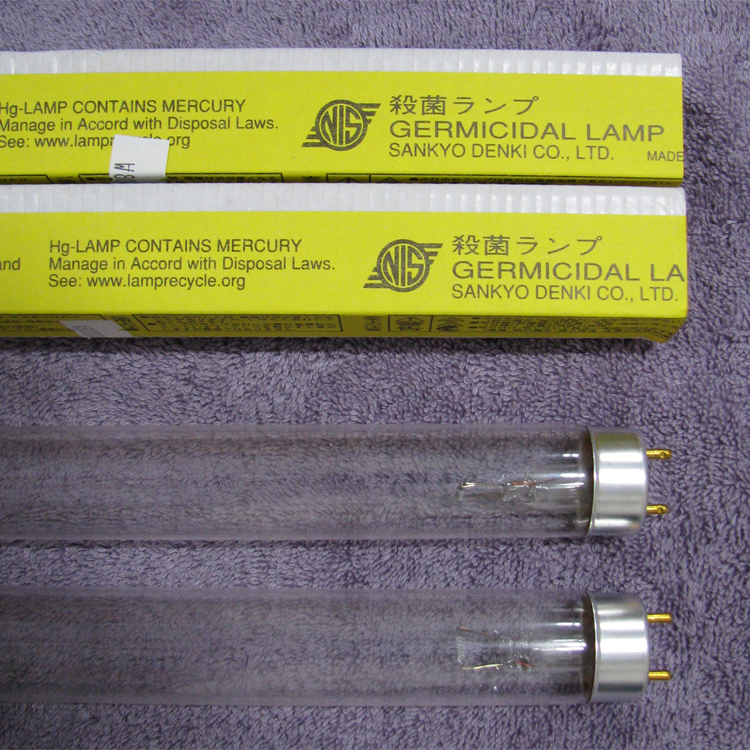 Hg-LAMP CONTAINS MERCURY
Manage in Accord with Disposal Laws.
See: www.lamprecycle.org
NIS
殺菌ランプ
GERMICIDAL LAMP
SANKYO DENKI CO., LTD.
MADE
and
Hg-LAMP CONTAINS MERCURY
Manage in Accord with Disposal Laws.
See: www.lamprecycle.org
NIS
殺菌ランプ
GERMICIDAL LA
SANKYO DENKI CO., LTD.